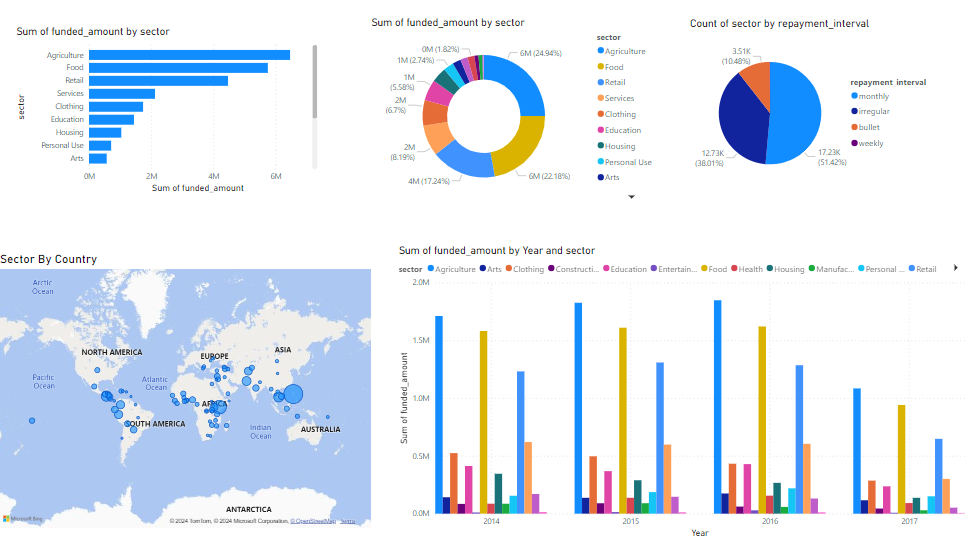 Sum of funded_amount by sector
sector
Agriculture
Food
Retail
Services
Clothing
Education
Housing
Personal Use
Arts
0M
2M
4M
6M
Sum of funded_amount
Sum of funded_amount by sector
0M (1.82%)
1M (2.74%)
1M
(5.58%)
2M
(6.7%)
2M
(8.19%)
4M (17.24%)
6M (22.18%)
6M (24.94%)
sector
Agriculture
Food
Retail
Services
Clothing
Education
Housing
Personal Use
Arts
Count of sector by repayment_interval
3.51K
(10.48%)
12.73K
(38.01%)
17.23K
(51.42%)
repayment_interval
monthly
irregular
bullet
weekly
Sector By Country
Arctic
Ocean
NORTH AMERICA
EUROPE
ASIA
Pacific
Ocean
Atlantic
Ocean
SOUTH AMERICA
Indian
Ocean
AUSTRALIA
ANTARCTICA
Microsoft Bing
© 2024 TomTom, © 2024 Microsoft Corporation, © OpenStreetMap Terms
Sum of funded_amount by Year and sector
sector Agriculture Arts Clothing Constructi... Education Entertain... Food Health Housing Manufac... Personal ... Retail
Sum of funded_amount
2.0M
1.5M
1.0M
0.5M
0.0M
2014
2015
2016
2017
Year